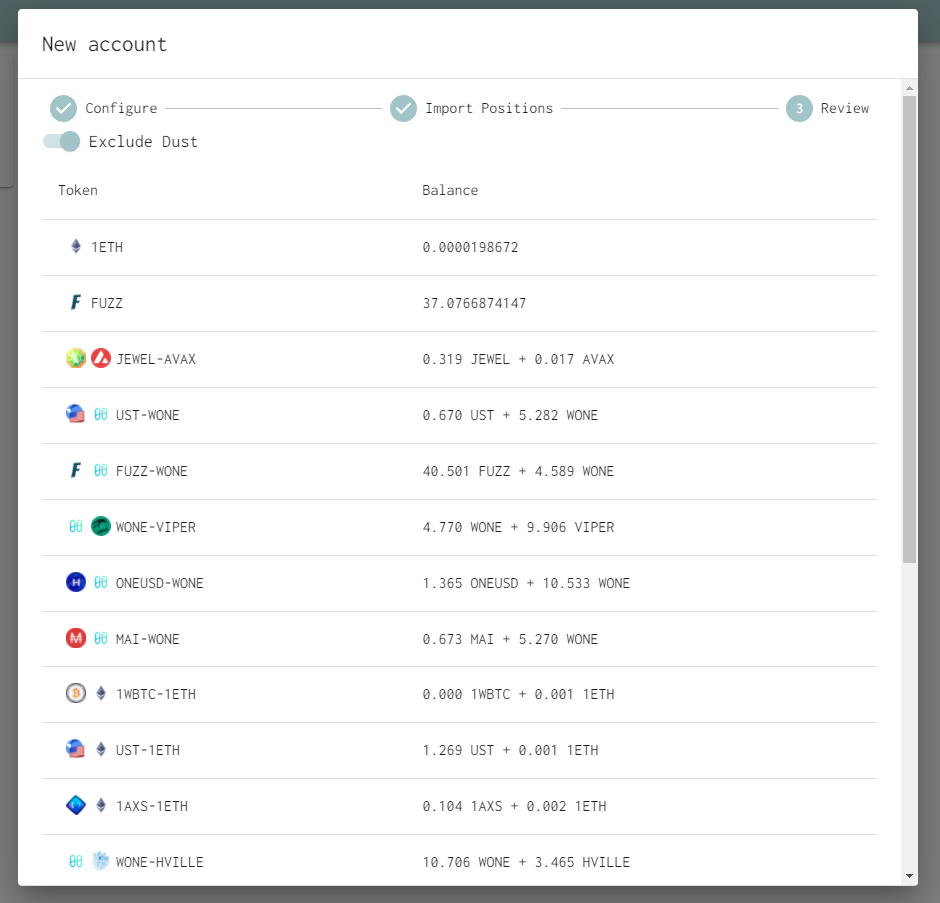 New account
Configure Import Positions 3 Review
Exclude Dust
Token Balance
1ETH 0.0000198672
FUZZ 37.0766874147
JEWEL-AVAX 0.319 JEWEL + 0.017 AVAX
UST-WONE 0.670 UST + 5.282 WONE
FUZZ-WONE 40.501 FUZZ + 4.589 WONE
WONE-VIPER 4.770 WONE + 9.906 VIPER
ONEUSD-WONE 1.365 ONEUSD + 10.533 WONE
MAI-WONE 0.673 MAI + 5.270 WONE
1WBTC-1ETH 0.000 1WBTC + 0.001 1ETH
UST-1ETH 1.269 UST + 0.001 1ETH
1AXS-1ETH 0.104 1AXS + 0.002 1ETH
WONE-HVILLE 10.706 WONE + 3.465 HVILLE